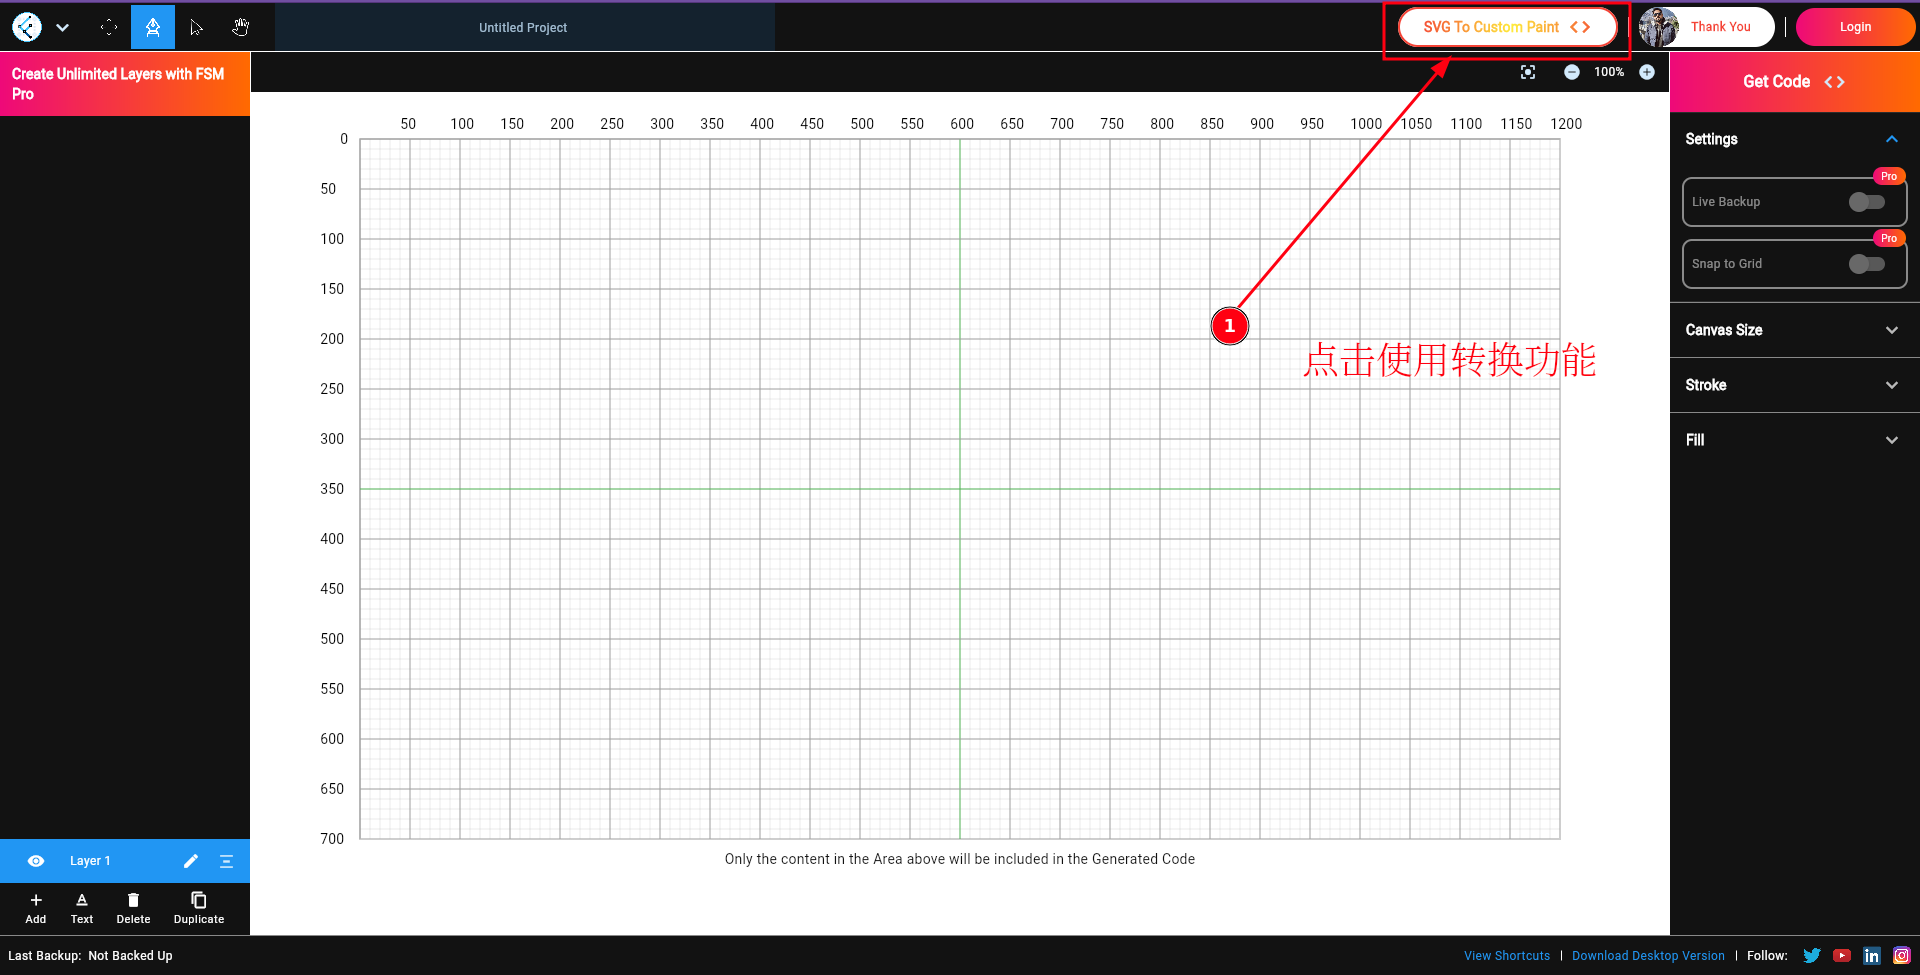 Untitled Project
SVG To Custom Paint
Thank You
Login
Create Unlimited Layers with FSM
Pro
100%
Get Code
50 100 150 200 250 300 350 400 450 500 550 600 650 700 750 800 850 900 950 1000 1050 1100 1150 1200
0
50
100
150
200
250
300
350
400
450
500
550
600
650
700
1
点击使用转换功能
Settings
Pro
Live Backup
Pro
Snap to Grid
Canvas Size
Stroke
Fill
Only the content in the Area above will be included in the Generated Code
Layer 1
Add Text Delete Duplicate
Last Backup: Not Backed Up
View Shortcuts | Download Desktop Version | Follow: